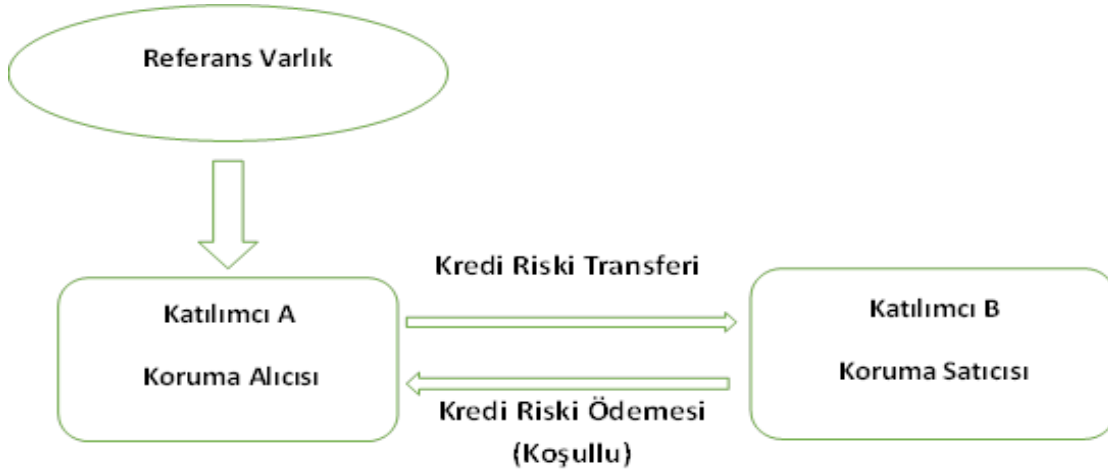 Referans Varlık
Kredi Riski Transferi
Katılımcı A
Koruma Alıcısı
Katılımcı B
Koruma Satıcısı
Kredi Riski Ödemesi
(Koşullu)